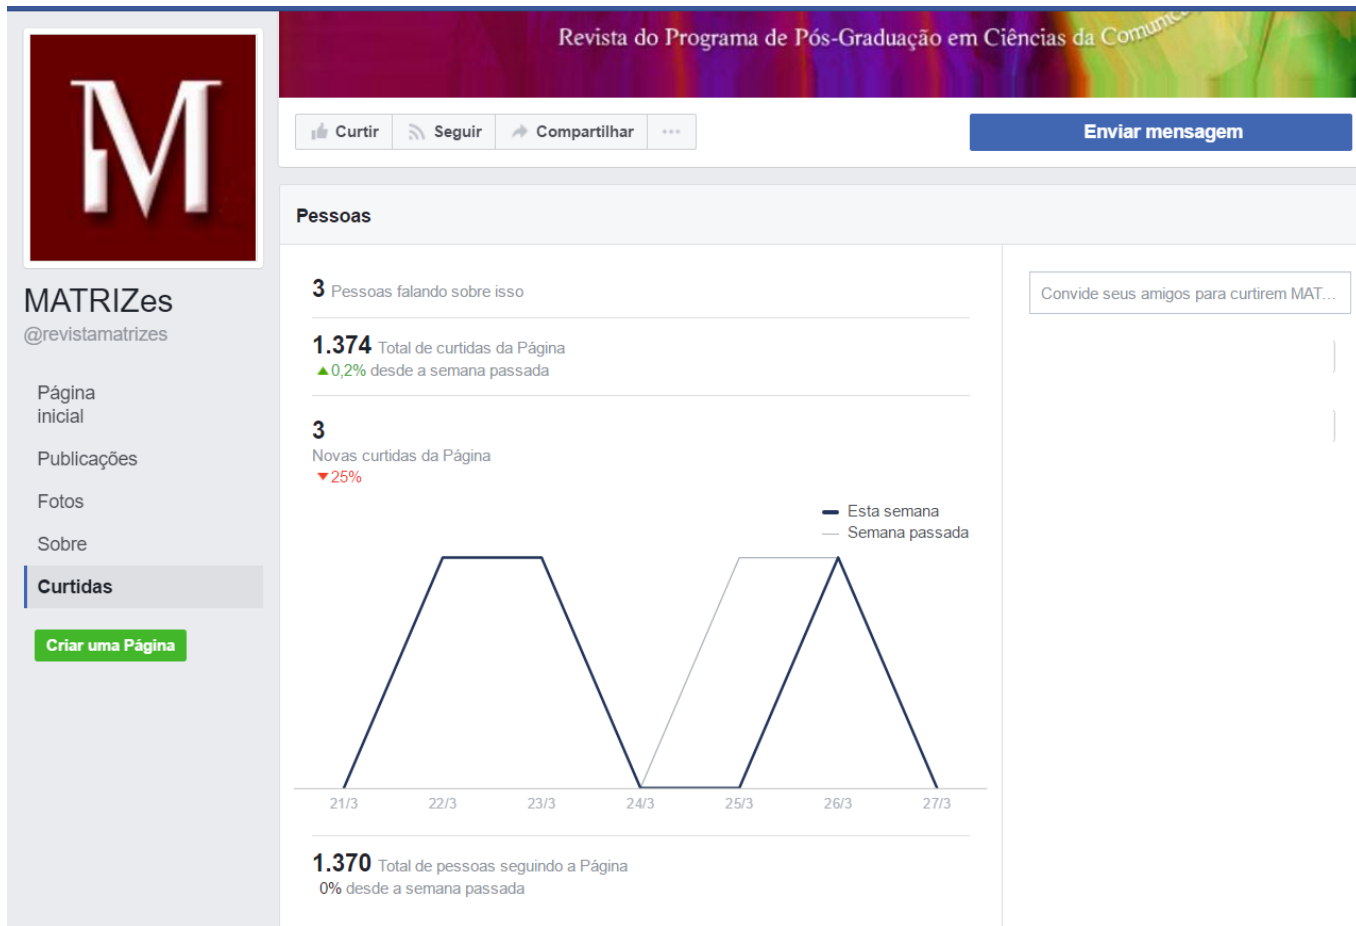 Revista do Programa de Pós-Graduação em Ciências da Comunic
M
Curtir
Seguir
Compartilhar
...
Enviar mensagem
MATRIZes
@revistamatrizes
Página
inicial
Publicações
Fotos
Sobre
Curtidas
Criar uma Página
Pessoas
3 Pessoas falando sobre isso
1.374 Total de curtidas da Página
0,2% desde a semana passada
3
Novas curtidas da Página
25%
Esta semana
Semana passada
21/3 22/3 23/3 24/3 25/3 26/3 27/3
1.370 Total de pessoas seguindo a Página
0% desde a semana passada
Convide seus amigos para curtirem MAT...